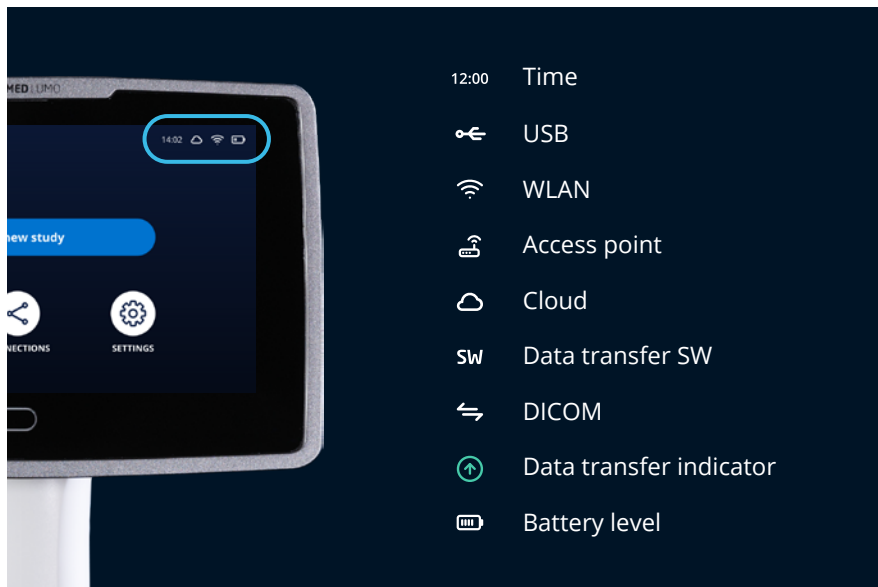 MED LUMO
14:02
new study
NECTIONS
SETTINGS
12:00 Time
USB
WLAN
Access point
Cloud
SW Data transfer SW
DICOM
Data transfer indicator
Battery level